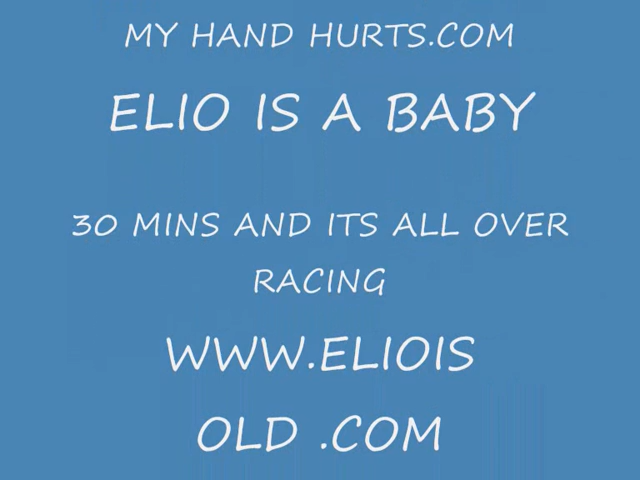 MY HAND HURTS.COM
ELIO IS A BABY
30 MINS AND ITS ALL OVER
RACING
WWW.ELIOIS
OLD .COM